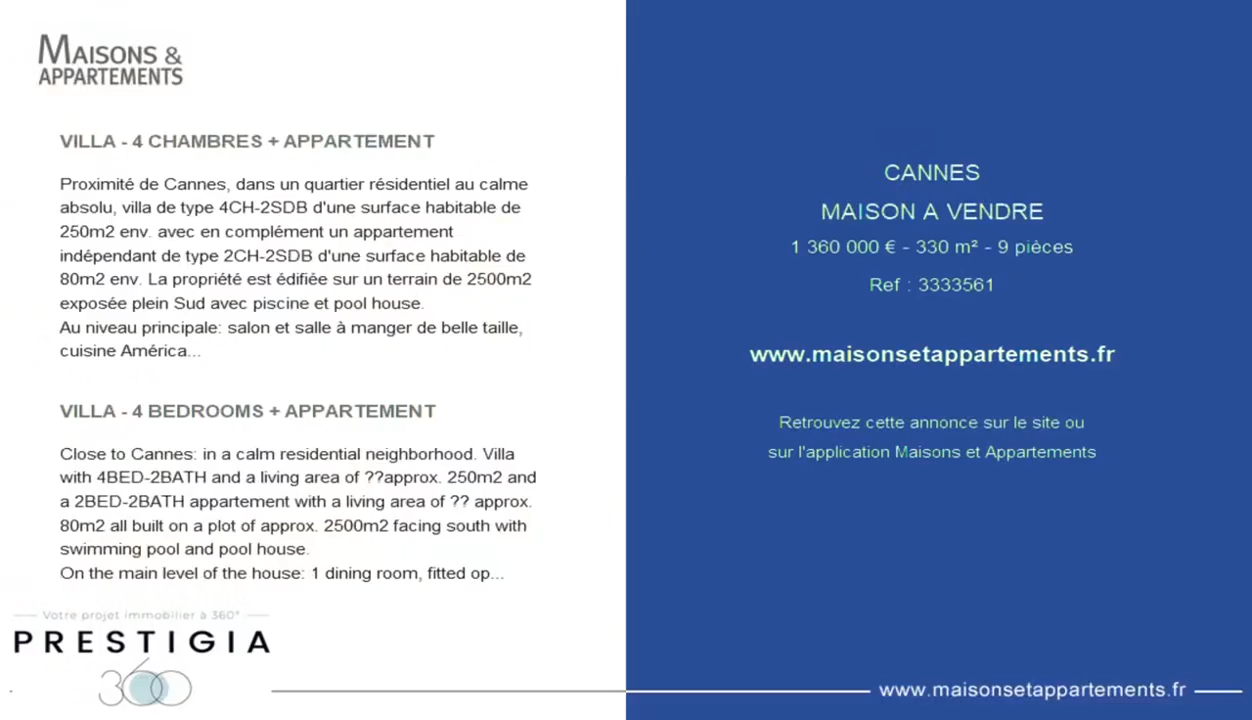 MAISONS &
APPARTEMENTS
VILLA - 4 CHAMBRES + APPARTEMENT
Proximité de Cannes, dans un quartier résidentiel au calme
absolu, villa de type 4CH-2SDB d'une surface habitable de
250m2 env. avec en complément un appartement
indépendant de type 2CH-2SDB d'une surface habitable de
80m2 env. La propriété est édifiée sur un terrain de 2500m2
exposée plein Sud avec piscine et pool house.
Au niveau principale: salon et salle à manger de belle taille,
cuisine América...
VILLA - 4 BEDROOMS + APPARTEMENT
Close to Cannes: in a calm residential neighborhood. Villa
with 4BED-2BATH and a living area of ??approx. 250m2 and
a 2BED-2BATH appartement with a living area of ?? approx.
80m2 all built on a plot of approx. 2500m2 facing south with
swimming pool and pool house.
On the main level of the house: 1 dining room, fitted op...
Votre projet immobilier à 360°
PRESTIGIA
360
CANNES
MAISON A VENDRE
1 360 000 € - 330 m² - 9 pièces
Ref : 3333561
www.maisonsetappartements.fr
Retrouvez cette annonce sur le site ou
sur l'application Maisons et Appartements
www.maisonsetappartements.fr